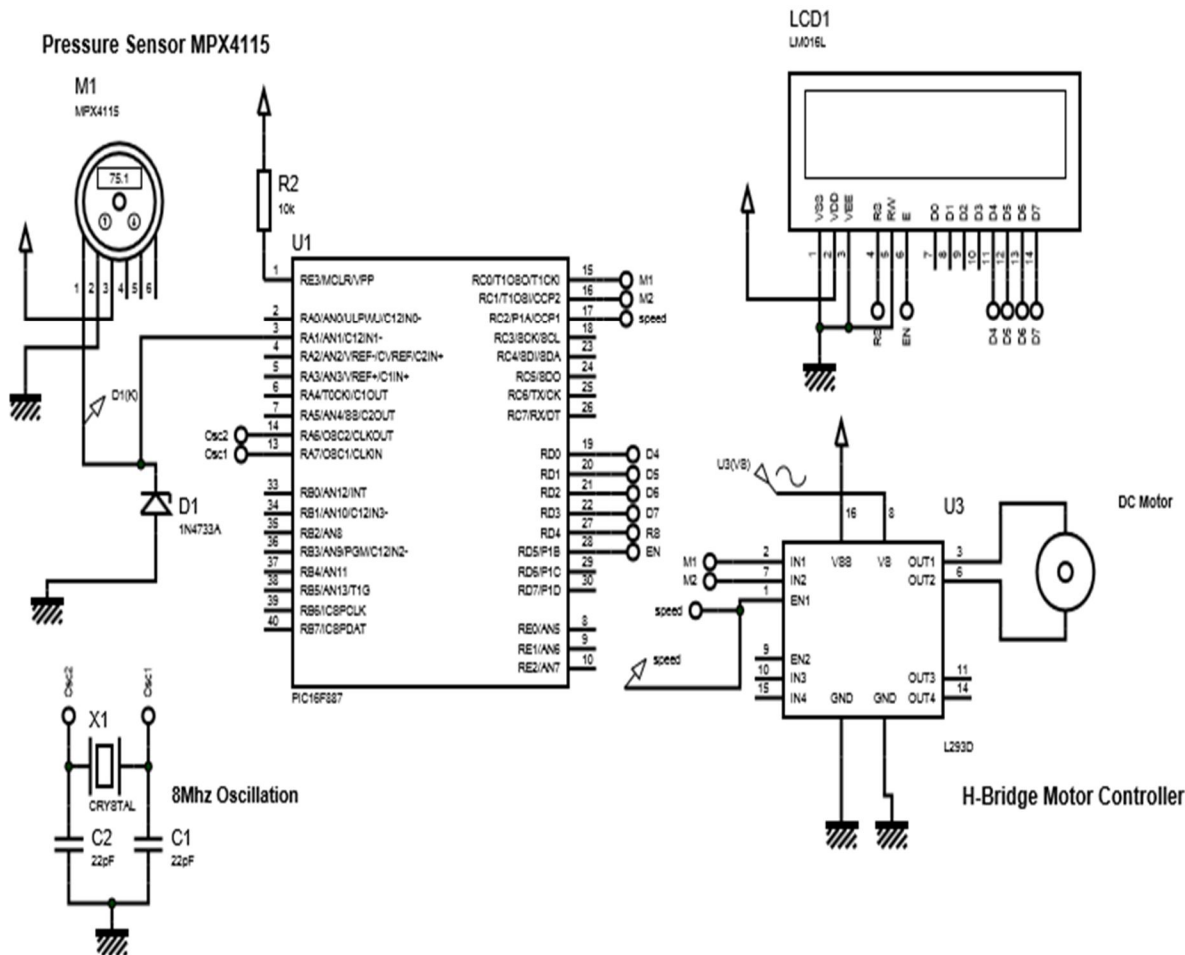 Pressure Sensor MPX4115
M1
MPX4115
75.1
1 2 3 4 5 6
D1(K)
D1
1N4733A
R2
10k
U1
1 RE3/MCLR/VPP
2 RA0/AN0/ULPWU/C12IN0-
3 RA1/AN1/C12IN1-
4 RA2/AN2/VREF-/CVREF/C2IN+
5 RA3/AN3/VREF+/C1IN+
6 RA4/T0CKI/C1OUT
7 RA5/AN4/SS/C2OUT
Osc2 14 RA6/OSC2/CLKOUT
Osc1 13 RA7/OSC1/CLKIN
33 RB0/AN12/INT
34 RB1/AN10/C12IN3-
35 RB2/AN8
36 RB3/AN9/PGM/C12IN2-
37 RB4/AN11
38 RB5/AN13/T1G
39 RB6/ICSPCLK
40 RB7/ICSPDAT
RC0/T1OSO/T1CKI 15 M1
RC1/T1OSI/CCP2 16 M2
RC2/P1A/CCP1 17 speed
RC3/SCK/SCL 18
RC4/SDI/SDA 23
RC5/SDO 24
RC6/TX/CK 25
RC7/RX/DT 26
RD0 19 D4
RD1 20 D5
RD2 21 D6
RD3 22 D7
RD4 27 RS
RD5/P1B 28 EN
RD6/P1C 29
RD7/P1D 30
RE0/AN5 8
RE1/AN6 9
RE2/AN7 10
PIC16F887
LCD1
LM016L
VSS VDD VEE RS RW E D0 D1 D2 D3 D4 D5 D6 D7
1 2 3 4 5 6 7 8 9 10 11 12 13 14
RS EN D4 D5 D6 D7
U3(VS)
16 8
U3
DC Motor
M1 2 IN1 VSS VS OUT1 3
M2 7 IN2 OUT2 6
1 EN1
speed
speed
9 EN2
10 IN3 OUT3 11
15 IN4 GND GND OUT4 14
L293D
H-Bridge Motor Controller
Osc2 Osc1
X1
CRYSTAL
8Mhz Oscillation
C2
22pF
C1
22pF